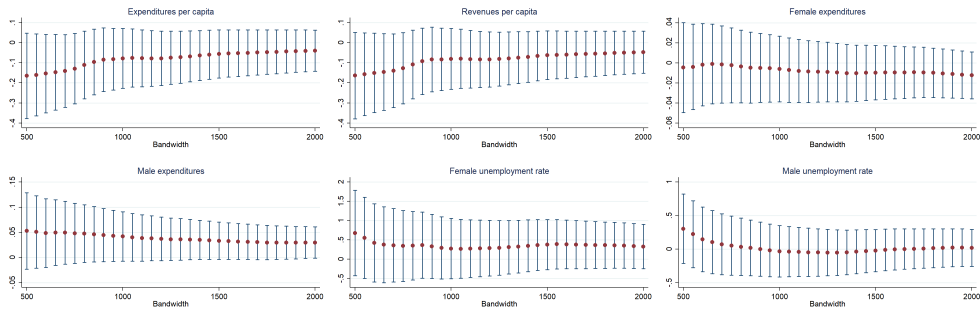 Expenditures per capita
.1
0
-.1
-.2
-.3
-.4
500 1000 1500 2000
Bandwidth
Revenues per capita
.1
0
-.1
-.2
-.3
-.4
500 1000 1500 2000
Bandwidth
Female expenditures
.04
.02
0
-.02
-.04
-.06
500 1000 1500 2000
Bandwidth
Male expenditures
.15
.1
.05
0
-.05
500 1000 1500 2000
Bandwidth
Female unemployment rate
2
1.5
1
.5
0
-.5
500 1000 1500 2000
Bandwidth
Male unemployment rate
1
.5
0
-.5
500 1000 1500 2000
Bandwidth